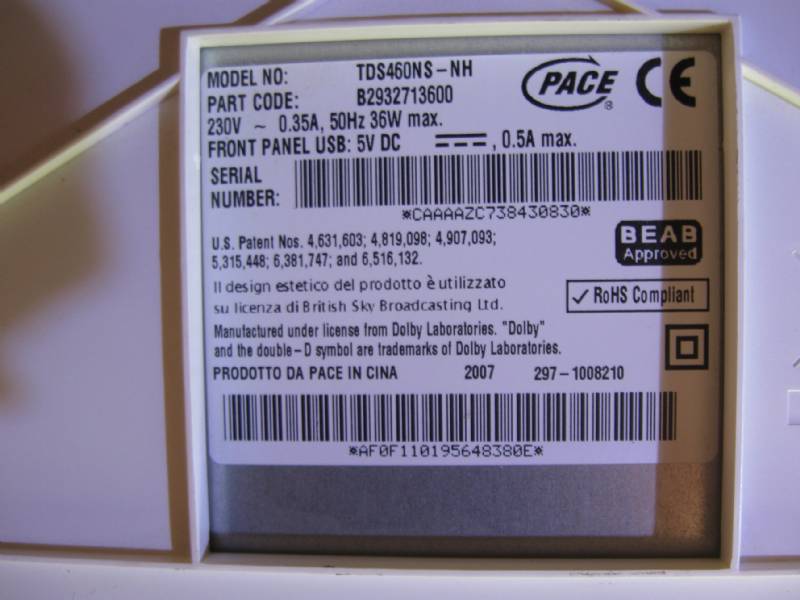 MODEL NO: TDS460NS-NH
PART CODE: B2932713600
230V ~ 0.35A, 50Hz 36W max.
FRONT PANEL USB: 5V DC ⎓, 0.5A max.
PACE ® CE
SERIAL
NUMBER:
*CAAAAZC738430830*
U.S. Patent Nos. 4,631,603; 4,819,098; 4,907,093;
5,315,448; 6,381,747; and 6,516,132.
BEAB
Approved
Il design estetico del prodotto è utilizzato
su licenza di British Sky Broadcasting Ltd.
✓ RoHS Compliant
Manufactured under license from Dolby Laboratories. "Dolby"
and the double-D symbol are trademarks of Dolby Laboratories.
PRODOTTO DA PACE IN CINA 2007 297-1008210
*AF0F110195648380E*